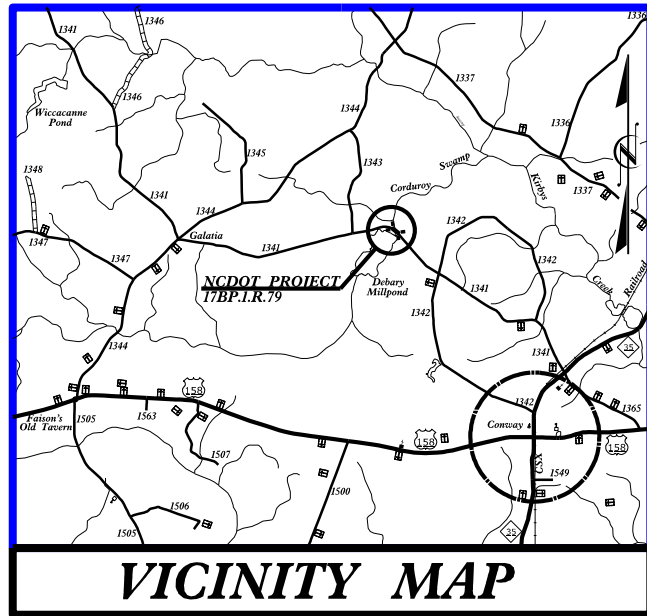 1341
1346
1336
1337
Wiccacanne
Pond
1346
1344
1336
1345
1343
Swamp
Corduroy
Kirbys
1337
1348
1341
1344
1342
Galatia
1347
1341
1342
1347
NCDOT PROJECT
17BP.1.R.79
Debary
Millpond
1341
Creek
Railroad
1342
1344
1341
35
158
1342
1365
Faison's
Old Tavern
1505
1563
Conway
158
158
1507
CSX
1549
1500
1506
1505
35
VICINITY MAP